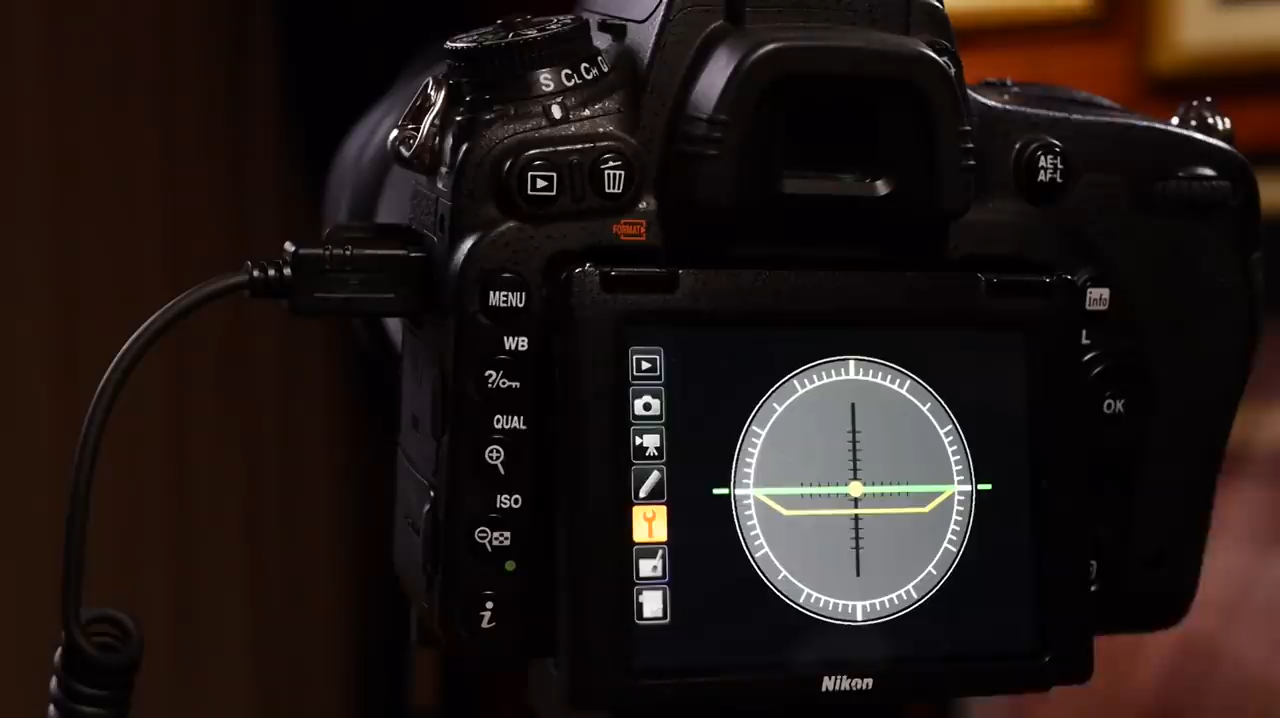 S CL CH Q
AE-L
AF-L
FORMAT
MENU
info
WB
L
?/
OK
QUAL
ISO
i
Nikon